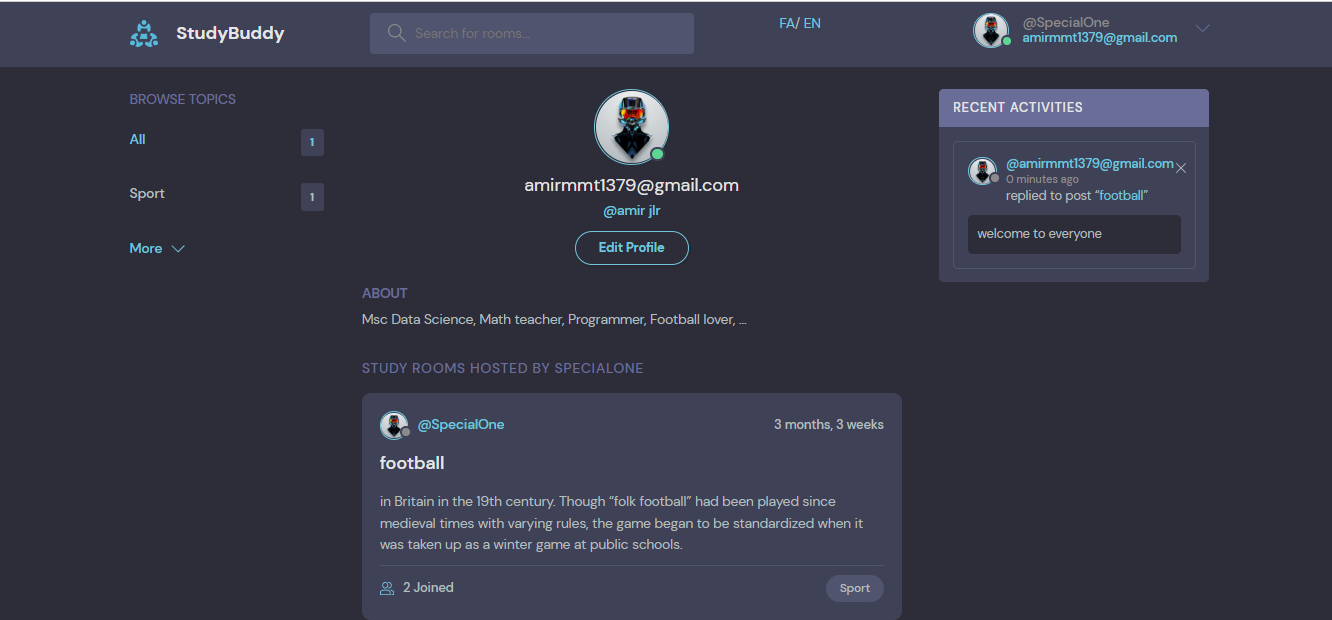 StudyBuddy
Search for rooms...
FA/ EN
@SpecialOne
amirmmt1379@gmail.com
BROWSE TOPICS
All
1
Sport
1
More
amirmmt1379@gmail.com
@amir jlr
Edit Profile
ABOUT
Msc Data Science, Math teacher, Programmer, Football lover, ...
STUDY ROOMS HOSTED BY SPECIALONE
@SpecialOne
3 months, 3 weeks
football
in Britain in the 19th century. Though “folk football” had been played since
medieval times with varying rules, the game began to be standardized when it
was taken up as a winter game at public schools.
2 Joined
Sport
RECENT ACTIVITIES
@amirmmt1379@gmail.com
0 minutes ago
replied to post “football”
welcome to everyone